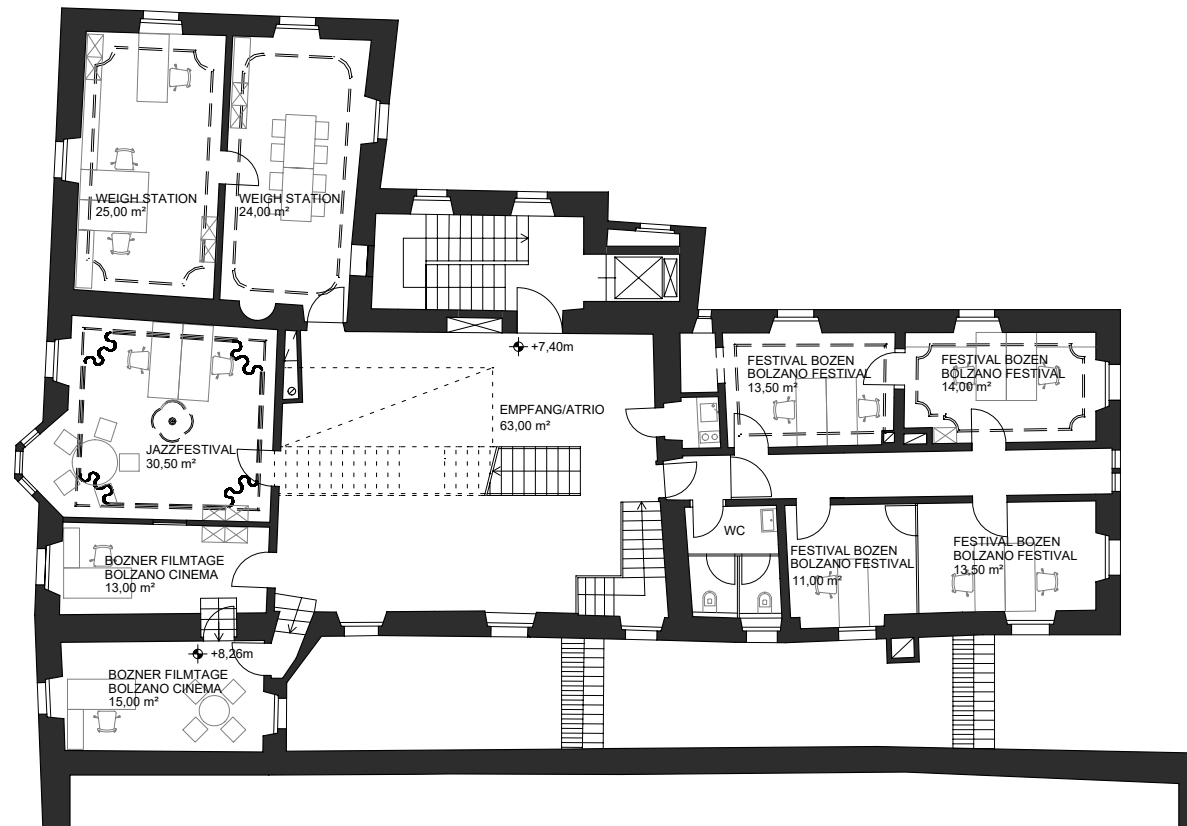 WEIGH STATION
25,00 m²
WEIGH STATION
24,00 m²
+7,40m
EMPFANG/ATRIO
63,00 m²
FESTIVAL BOZEN
BOLZANO FESTIVAL
13,50 m²
FESTIVAL BOZEN
BOLZANO FESTIVAL
14,00 m²
JAZZFESTIVAL
30,50 m²
WC
BOZNER FILMTAGE
BOLZANO CINEMA
13,00 m²
FESTIVAL BOZEN
BOLZANO FESTIVAL
11,00 m²
FESTIVAL BOZEN
BOLZANO FESTIVAL
13,50 m²
+8,26m
BOZNER FILMTAGE
BOLZANO CINEMA
15,00 m²